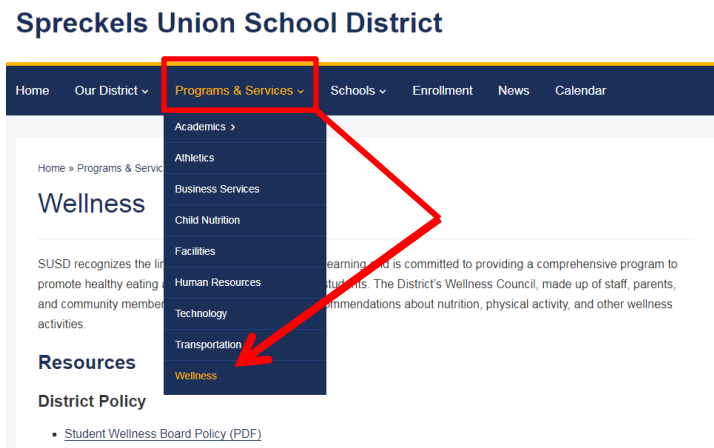 Spreckels Union School District
Home Our District Programs & Services Schools Enrollment News Calendar
Academics
Athletics
Business Services
Child Nutrition
Facilities
Human Resources
Technology
Transportation
Wellness
Home » Programs & Servic
Wellness
SUSD recognizes the lin earning and is committed to providing a comprehensive program to
promote healthy eating students. The District's Wellness Council, made up of staff, parents,
and community member ommendations about nutrition, physical activity, and other wellness
activities.
Resources
District Policy
Student Wellness Board Policy (PDF)